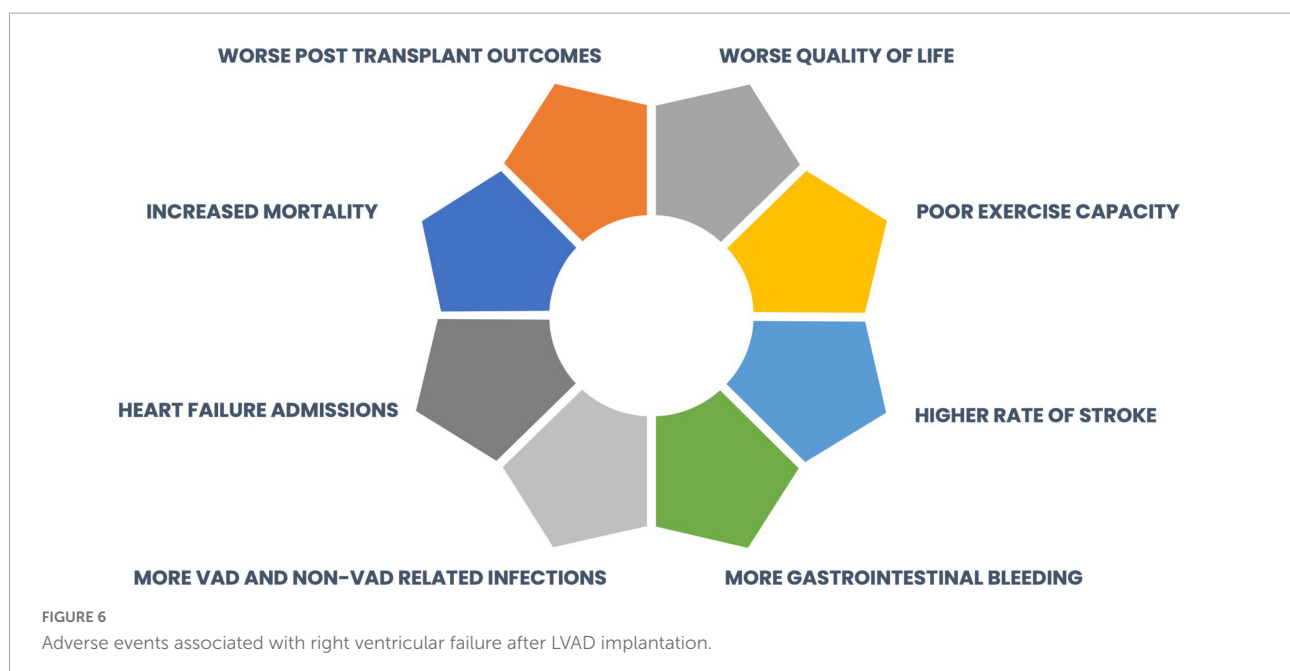 WORSE POST TRANSPLANT OUTCOMES
WORSE QUALITY OF LIFE
INCREASED MORTALITY
POOR EXERCISE CAPACITY
HEART FAILURE ADMISSIONS
HIGHER RATE OF STROKE
MORE VAD AND NON-VAD RELATED INFECTIONS
MORE GASTROINTESTINAL BLEEDING
FIGURE 6
Adverse events associated with right ventricular failure after LVAD implantation.